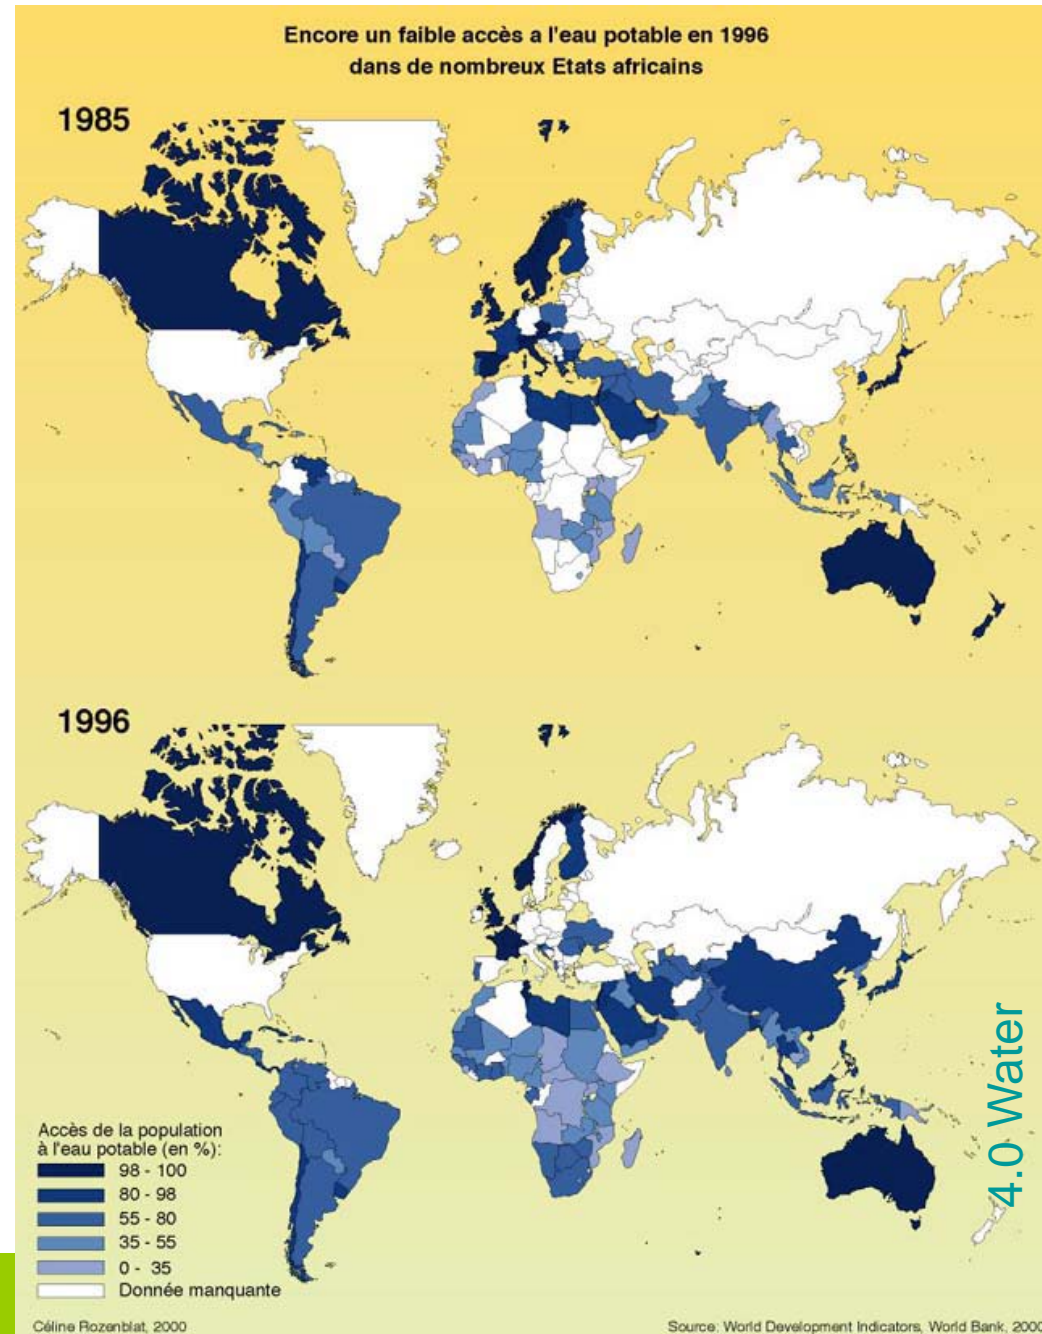 Encore un faible accès a l'eau potable en 1996
dans de nombreux Etats africains
1985
1996
Accès de la population
à l'eau potable (en %):
98 - 100
80 - 98
55 - 80
35 - 55
0 - 35
Donnée manquante
Céline Rozenblat, 2000
Source: World Development Indicators, World Bank, 2000
4.0 Water